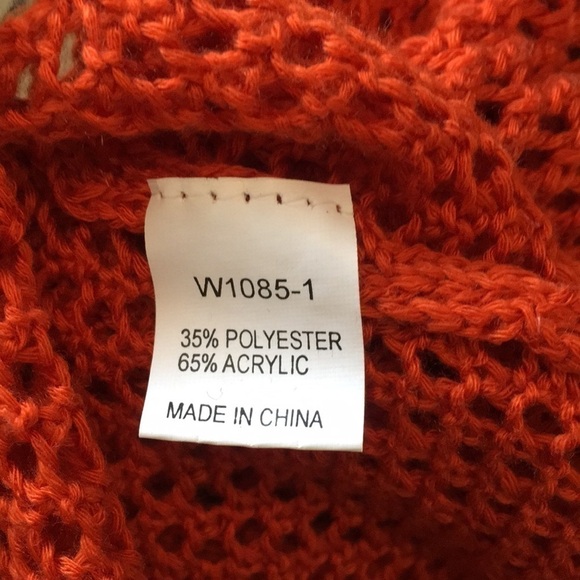 W1085-1
35% POLYESTER
65% ACRYLIC
MADE IN CHINA